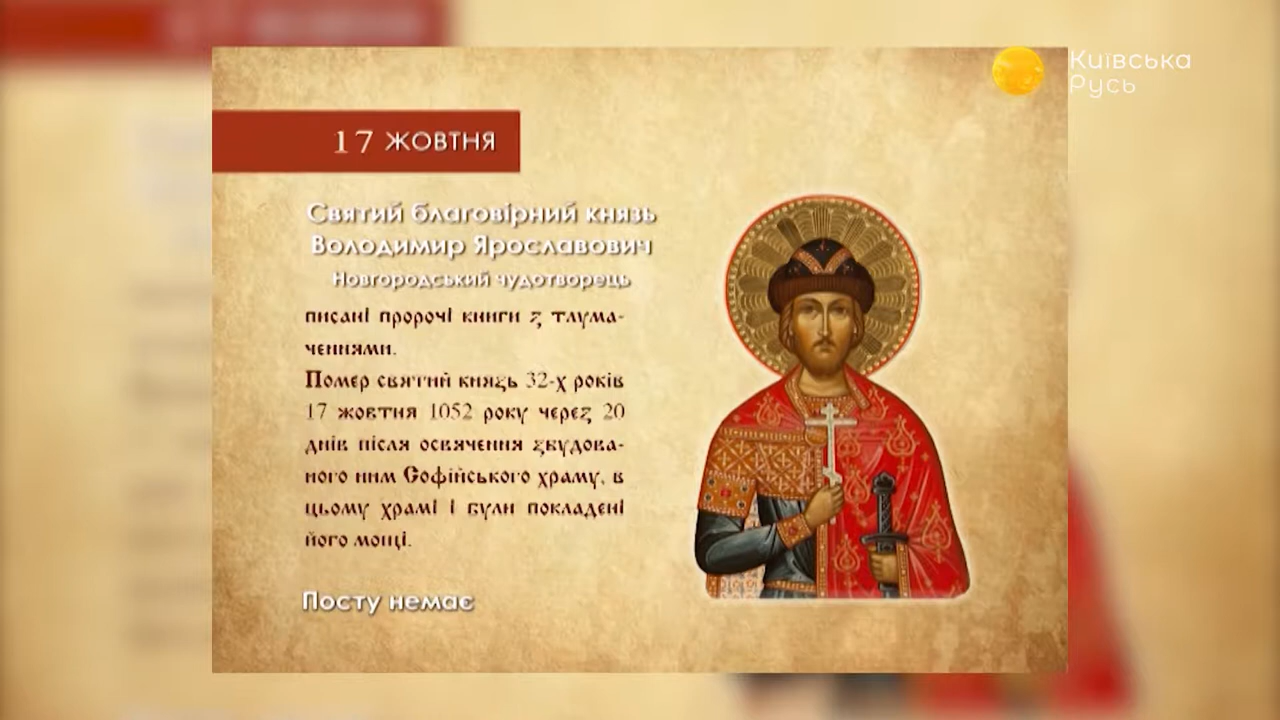 Київська
Русь
17 ЖОВТНЯ
Святий благовірний князь
Володимир Ярославович
Новгородський чудотворець
писані пророчі книги з тлума-
ченнями.
Помер святий князь 32-х років
17 жовтня 1052 року через 20
днів після освячення збудова-
ного ним Софійського храму, в
цьому храмі і були покладені
його мощі.
Посту немає